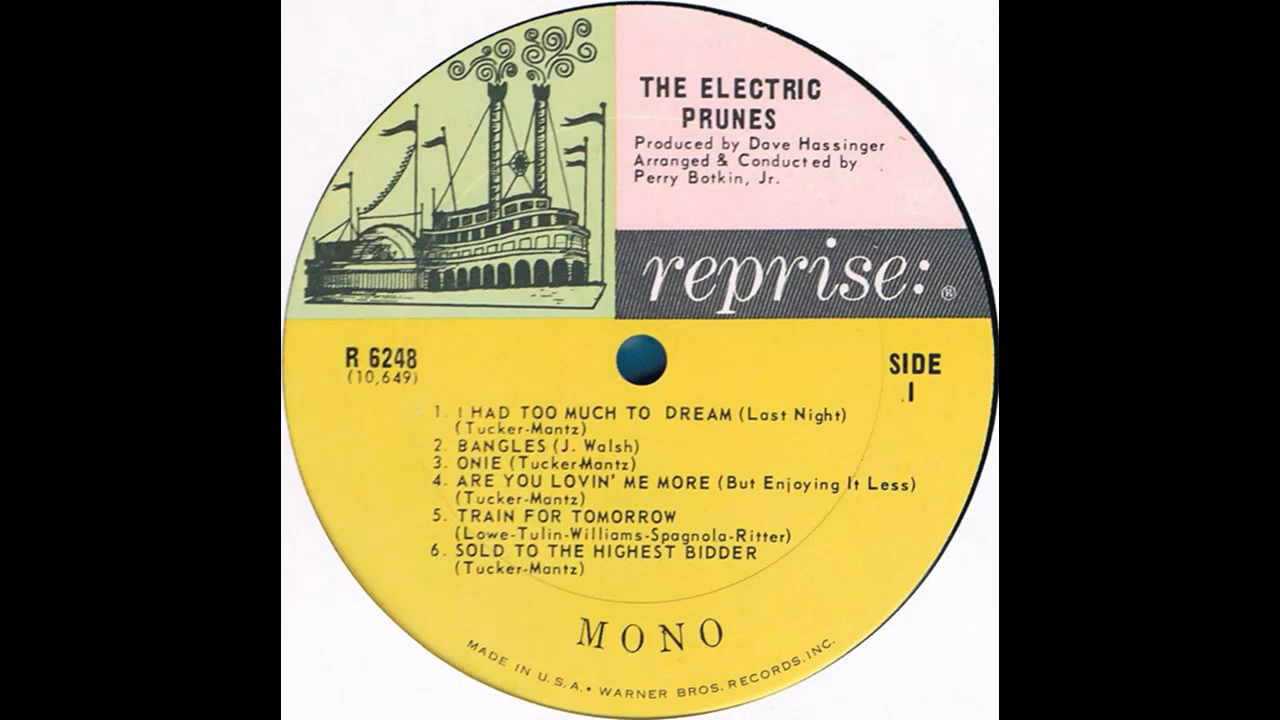 THE ELECTRIC
PRUNES
Produced by Dave Hassinger
Arranged & Conducted by
Perry Botkin, Jr.
reprise: ®
R 6248
(10,649)
SIDE
1
1. I HAD TOO MUCH TO DREAM (Last Night)
(Tucker-Mantz)
2. BANGLES (J. Walsh)
3. ONIE (Tucker-Mantz)
4. ARE YOU LOVIN' ME MORE (But Enjoying It Less)
(Tucker-Mantz)
5. TRAIN FOR TOMORROW
(Lowe-Tulin-Williams-Spagnola-Ritter)
6. SOLD TO THE HIGHEST BIDDER
(Tucker-Mantz)
MONO
MADE IN U.S.A. • WARNER BROS. RECORDS, INC.